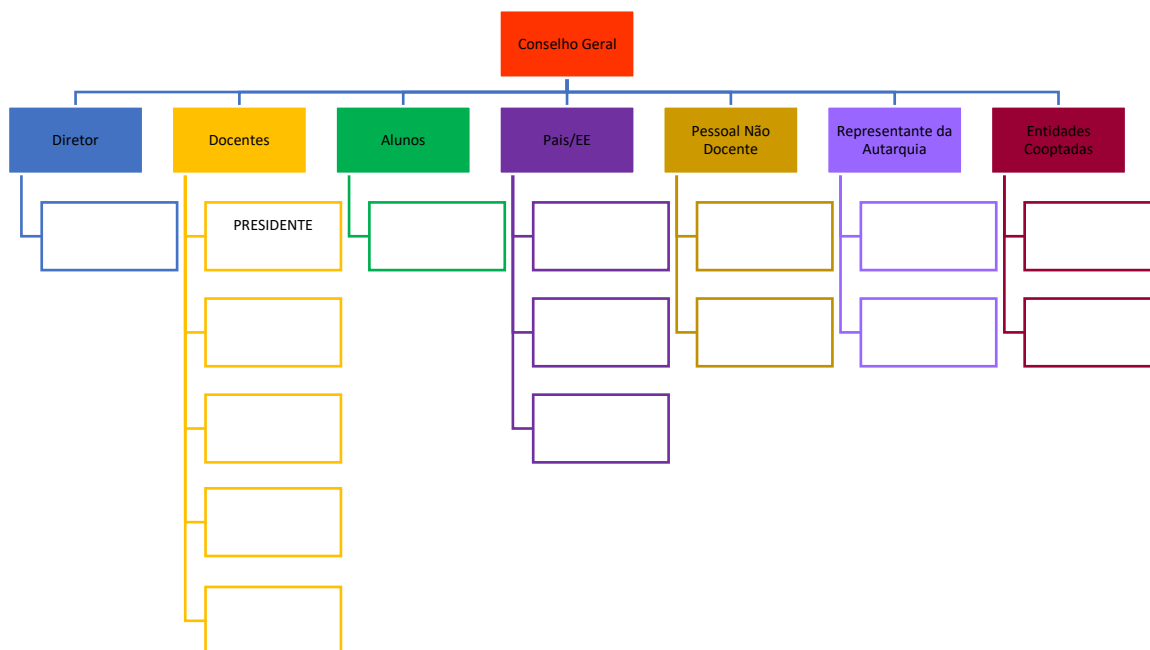 Conselho Geral
Diretor
Docentes
Alunos
Pais/EE
Pessoal Não
Docente
Representante da
Autarquia
Entidades
Cooptadas
PRESIDENTE